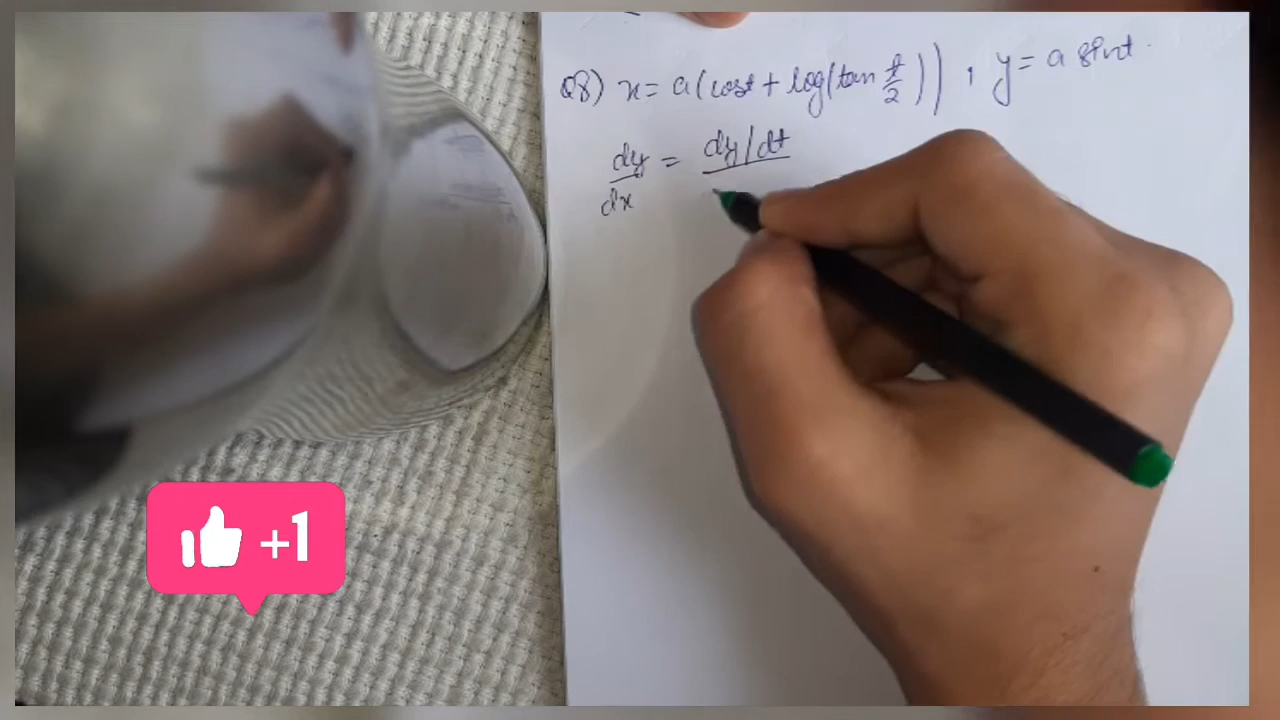 Q8) x = a(cost + log(tan t/2)) , y = a sint.
dy/dx = dy/dt
+1